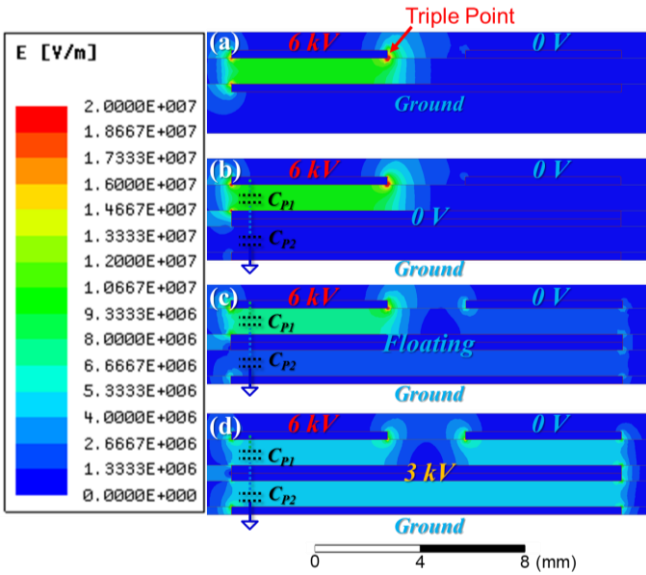 Triple Point
E [V/m]
2.0000E+007
1.8667E+007
1.7333E+007
1.6000E+007
1.4667E+007
1.3333E+007
1.2000E+007
1.0667E+007
9.3333E+006
8.0000E+006
6.6667E+006
5.3333E+006
4.0000E+006
2.6667E+006
1.3333E+006
0.0000E+000
(a) 6 kV 0 V
Ground
(b) 6 kV 0 V
CP1
0 V
CP2
Ground
(c) 6 kV 0 V
CP1
Floating
CP2
Ground
(d) 6 kV 0 V
CP1
3 kV
CP2
Ground
0 4 8 (mm)